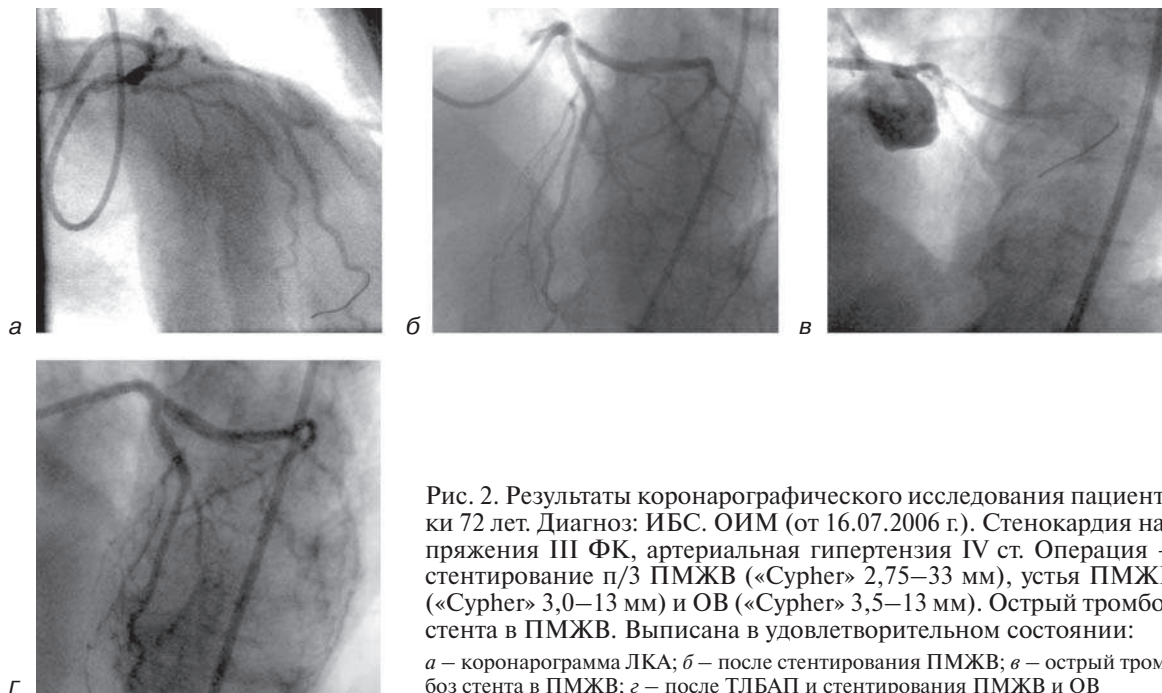 а
б
в
г
Рис. 2. Результаты коронарографического исследования пациент
ки 72 лет. Диагноз: ИБС. ОИМ (от 16.07.2006 г.). Стенокардия на
пряжения III ФК, артериальная гипертензия IV ст. Операция –
стентирование п/3 ПМЖВ («Cypher» 2,75–33 мм), устья ПМЖ
(«Cypher» 3,0–13 мм) и ОВ («Cypher» 3,5–13 мм). Острый тромбо
стента в ПМЖВ. Выписана в удовлетворительном состоянии:
а – коронарограмма ЛКА; б – после стентирования ПМЖВ; в – острый тром
боз стента в ПМЖВ; г – после ТЛБАП и стентирования ПМЖВ и ОВ